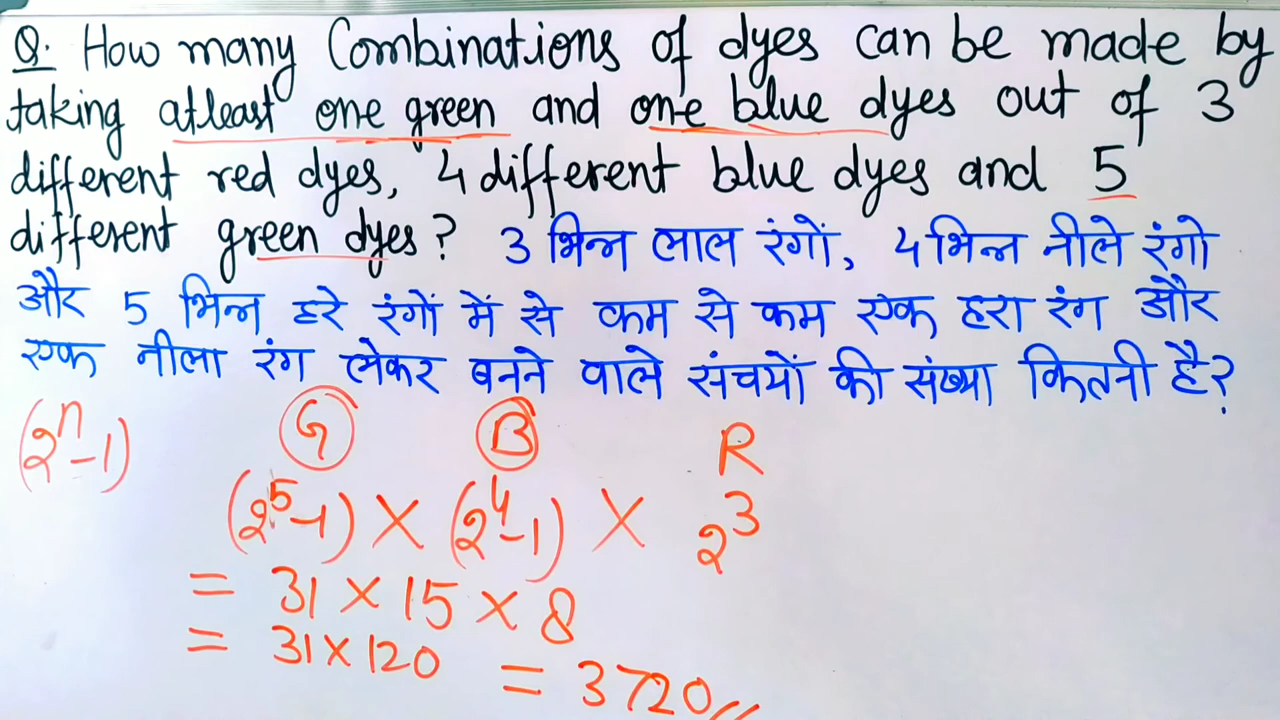 Q. How many Combinations of dyes can be made by
taking atleast one green and one blue dyes out of 3
different red dyes, 4 different blue dyes and 5
different green dyes? 3 भिन्न लाल रंगों, 4 भिन्न नीले रंगो
और 5 भिन्न हरे रंगों में से कम से कम एक हरा रंग और
एक नीला रंग लेकर बनने वाले संचयों की संख्या कितनी है?
(2ⁿ-1) G B R
(2⁵-1) × (2⁴-1) × 2³
= 31 × 15 × 8
= 31 × 120 = 3720//